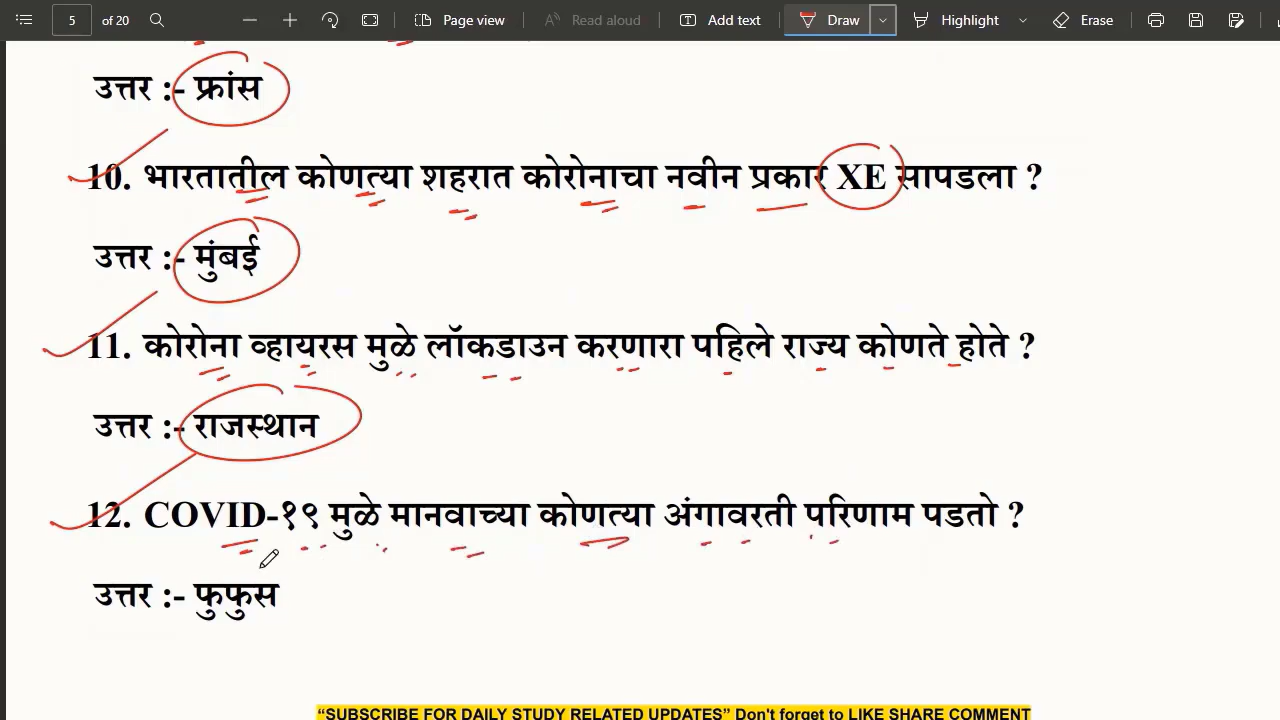 5 of 20 Page view Read aloud Add text Draw Highlight Erase
उत्तर :- फ्रांस
10. भारतातील कोणत्या शहरात कोरोनाचा नवीन प्रकार XE सापडला ?
उत्तर :- मुंबई
11. कोरोना व्हायरस मुळे लॉकडाउन करणारा पहिले राज्य कोणते होते ?
उत्तर :- राजस्थान
12. COVID-१९ मुळे मानवाच्या कोणत्या अंगावरती परिणाम पडतो ?
उत्तर :- फुफुस
“SUBSCRIBE FOR DAILY STUDY RELATED UPDATES” Don't forget to LIKE SHARE COMMENT